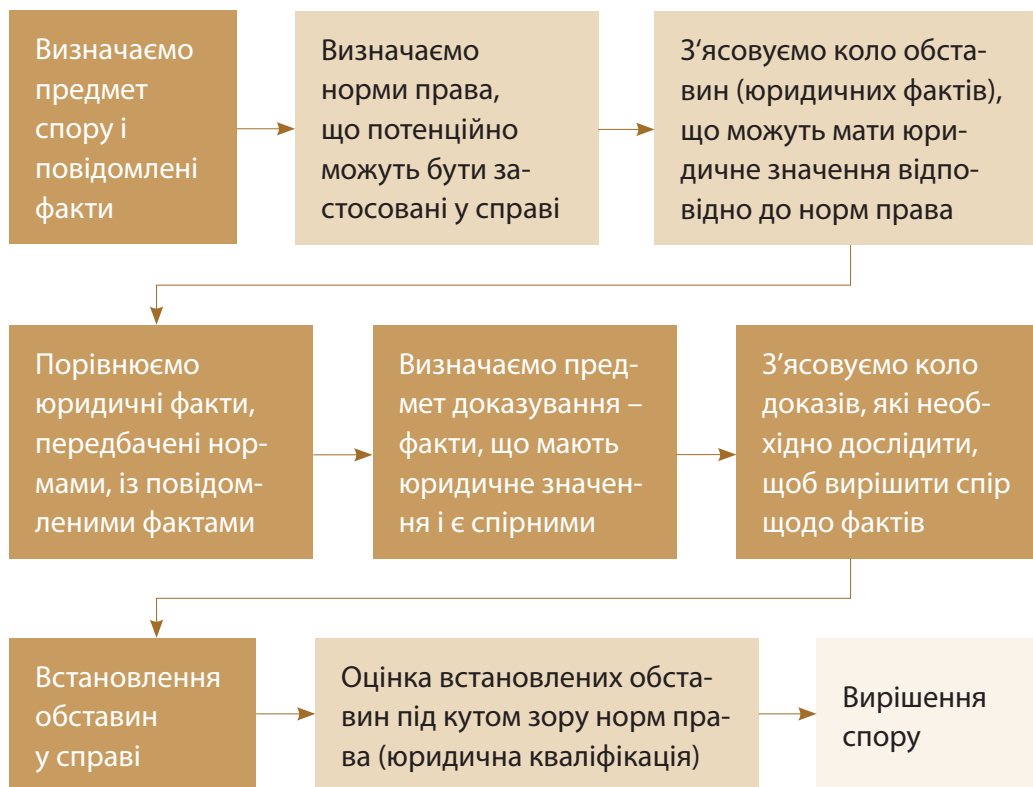 Визначаємо
предмет
спору і
повідомлені
факти
Визначаємо
норми права,
що потенційно
можуть бути за-
стосовані у справі
З‘ясовуємо коло обста-
вин (юридичних фактів),
що можуть мати юри-
дичне значення відпо-
відно до норм права
Порівнюємо
юридичні факти,
передбачені нор-
мами, із повідом-
леними фактами
Визначаємо пред-
мет доказування –
факти, що мають
юридичне значен-
ня і є спірними
З‘ясовуємо коло
доказів, які необ-
хідно дослідити,
щоб вирішити спір
щодо фактів
Встановлення
обставин
у справі
Оцінка встановлених обста-
вин під кутом зору норм пра-
ва (юридична кваліфікація)
Вирішення
спору